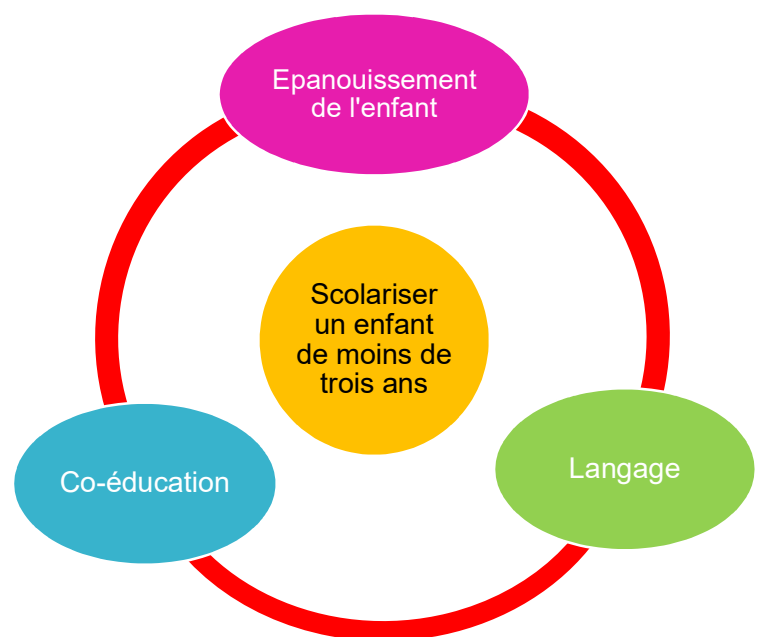 Epanouissement
de l'enfant
Scolariser
un enfant
de moins de
trois ans
Co-éducation
Langage